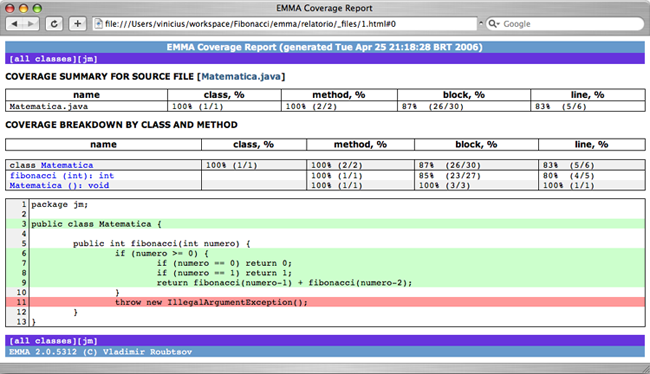 EMMA Coverage Report
file:///Users/vinicius/workspace/Fibonacci/emma/relatorio/_files/1.html#0
Google
EMMA Coverage Report (generated Tue Apr 25 21:18:28 BRT 2006)
[all classes][jm]
COVERAGE SUMMARY FOR SOURCE FILE [Matematica.java]
name class, % method, % block, % line, %
Matematica.java 100% (1/1) 100% (2/2) 87% (26/30) 83% (5/6)
COVERAGE BREAKDOWN BY CLASS AND METHOD
name class, % method, % block, % line, %
class Matematica 100% (1/1) 100% (2/2) 87% (26/30) 83% (5/6)
fibonacci (int): int 100% (1/1) 85% (23/27) 80% (4/5)
Matematica (): void 100% (1/1) 100% (3/3) 100% (1/1)
1 package jm;
2
3 public class Matematica {
4
5 public int fibonacci(int numero) {
6 if (numero >= 0) {
7 if (numero == 0) return 0;
8 if (numero == 1) return 1;
9 return fibonacci(numero-1) + fibonacci(numero-2);
10 }
11 throw new IllegalArgumentException();
12 }
13 }
[all classes][jm]
EMMA 2.0.5312 (C) Vladimir Roubtsov